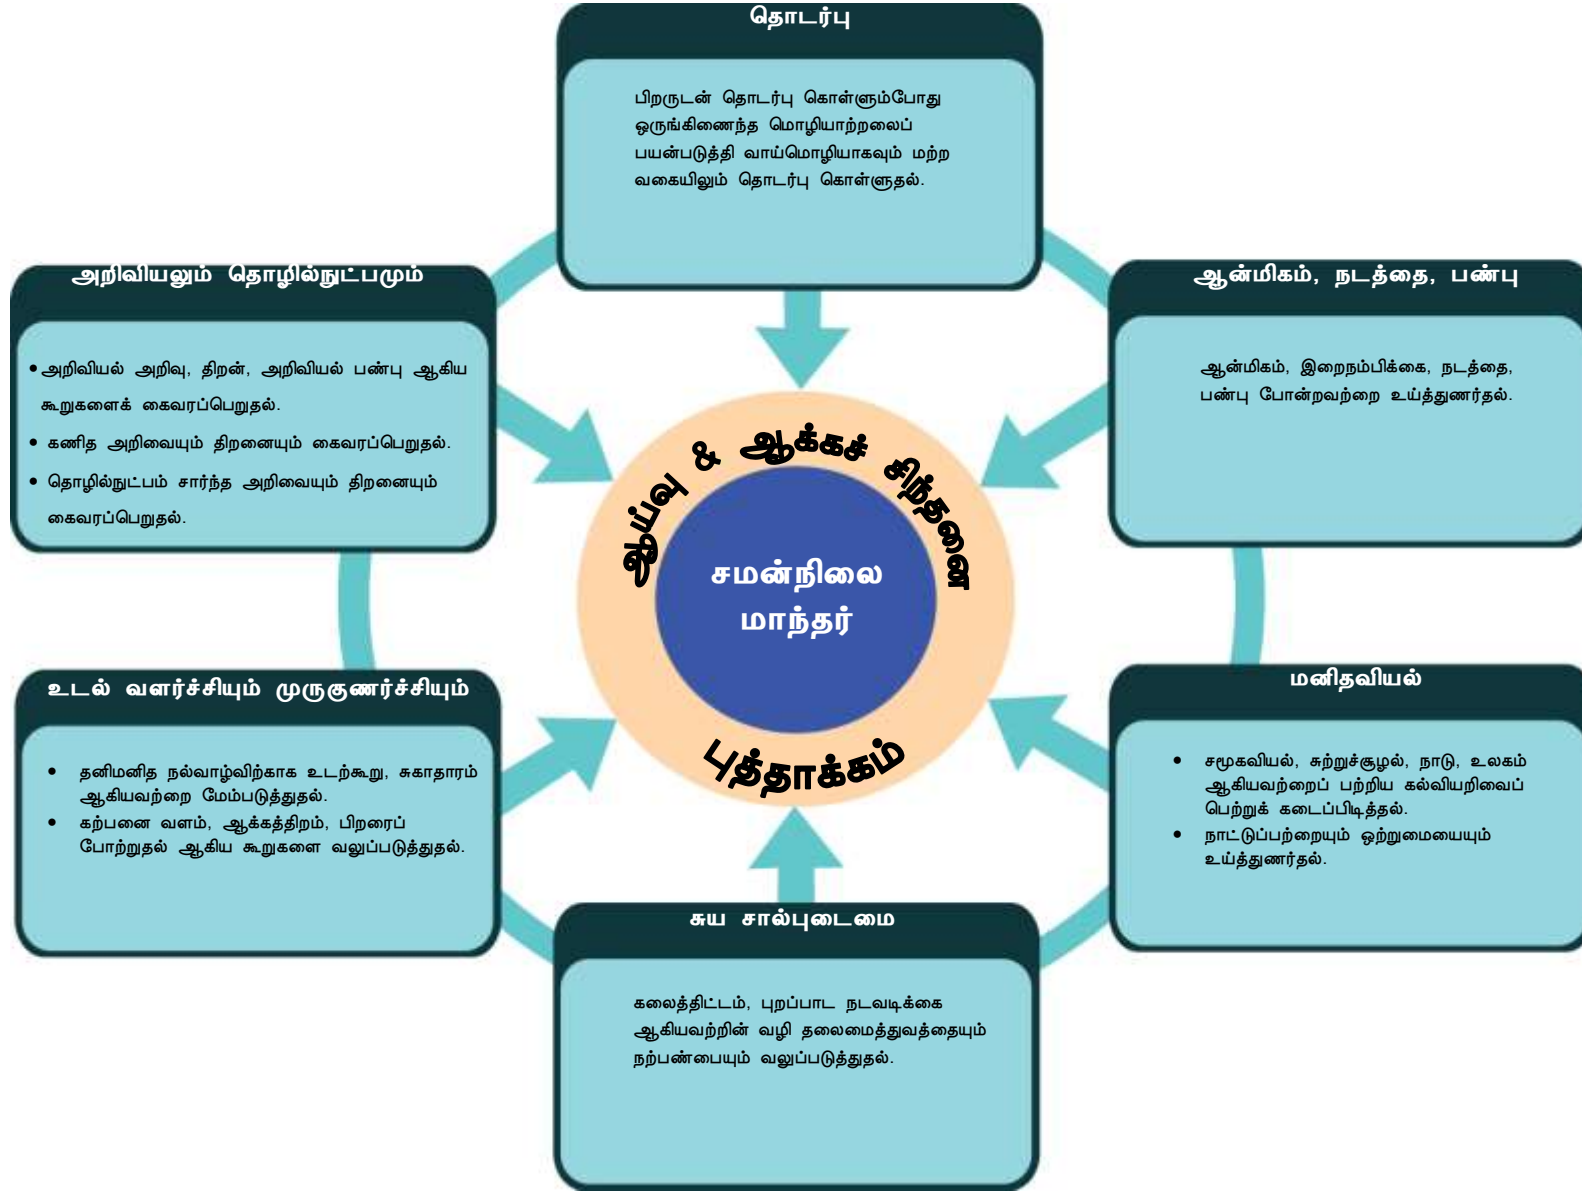 தொடர்பு
பிறருடன் தொடர்பு கொள்ளும்போது
ஒருங்கிணைந்த மொழியாற்றலைப்
பயன்படுத்தி வாய்மொழியாகவும் மற்ற
வகையிலும் தொடர்பு கொள்ளுதல்.
அறிவியலும் தொழில்நுட்பமும்
• அறிவியல் அறிவு, திறன், அறிவியல் பண்பு ஆகிய
கூறுகளைக் கைவரப்பெறுதல்.
• கணித அறிவையும் திறனையும் கைவரப்பெறுதல்.
• தொழில்நுட்பம் சார்ந்த அறிவையும் திறனையும்
கைவரப்பெறுதல்.
ஆன்மிகம், நடத்தை, பண்பு
ஆன்மிகம், இறைநம்பிக்கை, நடத்தை,
பண்பு போன்றவற்றை உய்த்துணர்தல்.
ஆய்வு & ஆக்கச் சிந்தனை
சமன்நிலை
மாந்தர்
புத்தாக்கம்
உடல் வளர்ச்சியும் முருகுணர்ச்சியும்
• தனிமனித நல்வாழ்விற்காக உடற்கூறு, சுகாதாரம்
ஆகியவற்றை மேம்படுத்துதல்.
• கற்பனை வளம், ஆக்கத்திறம், பிறரைப்
போற்றுதல் ஆகிய கூறுகளை வலுப்படுத்துதல்.
மனிதவியல்
• சமூகவியல், சுற்றுச்சூழல், நாடு, உலகம்
ஆகியவற்றைப் பற்றிய கல்வியறிவைப்
பெற்றுக் கடைப்பிடித்தல்.
• நாட்டுப்பற்றையும் ஒற்றுமையையும்
உய்த்துணர்தல்.
சுய சால்புடைமை
கலைத்திட்டம், புறப்பாட நடவடிக்கை
ஆகியவற்றின் வழி தலைமைத்துவத்தையும்
நற்பண்பையும் வலுப்படுத்துதல்.